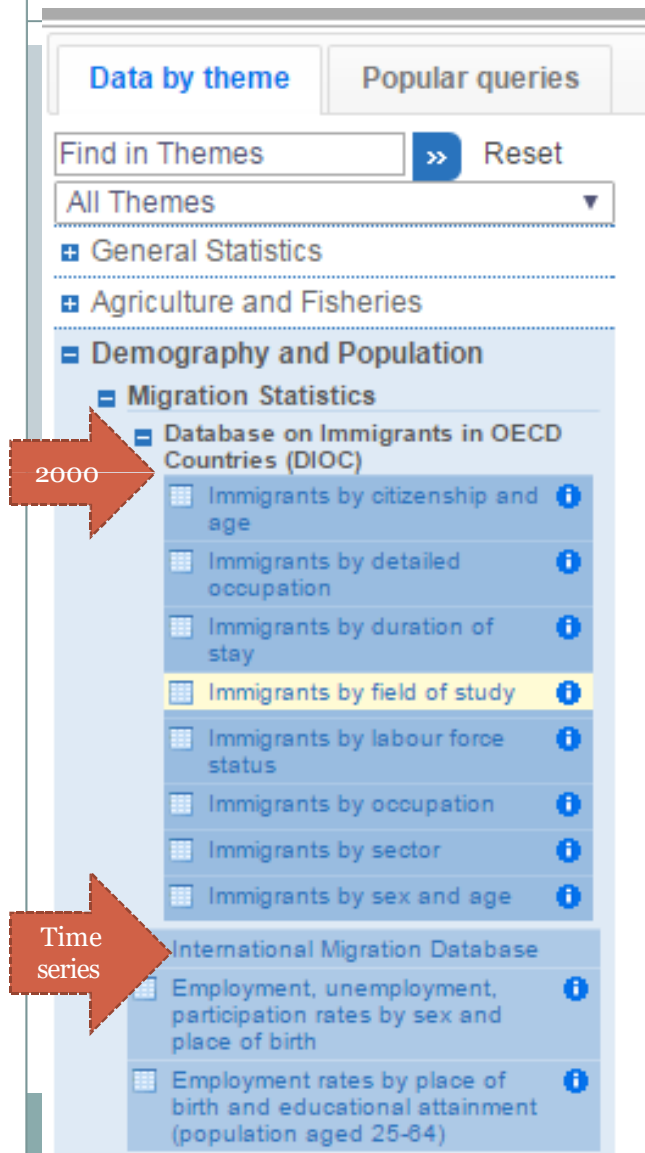 Data by theme
Popular queries
Find in Themes
»
Reset
All Themes
General Statistics
Agriculture and Fisheries
Demography and Population
Migration Statistics
Database on Immigrants in OECD
Countries (DIOC)
2000
Immigrants by citizenship and
age
Immigrants by detailed
occupation
Immigrants by duration of
stay
Immigrants by field of study
Immigrants by labour force
status
Immigrants by occupation
Immigrants by sector
Immigrants by sex and age
Time
series
International Migration Database
Employment, unemployment,
participation rates by sex and
place of birth
Employment rates by place of
birth and educational attainment
(population aged 25-64)